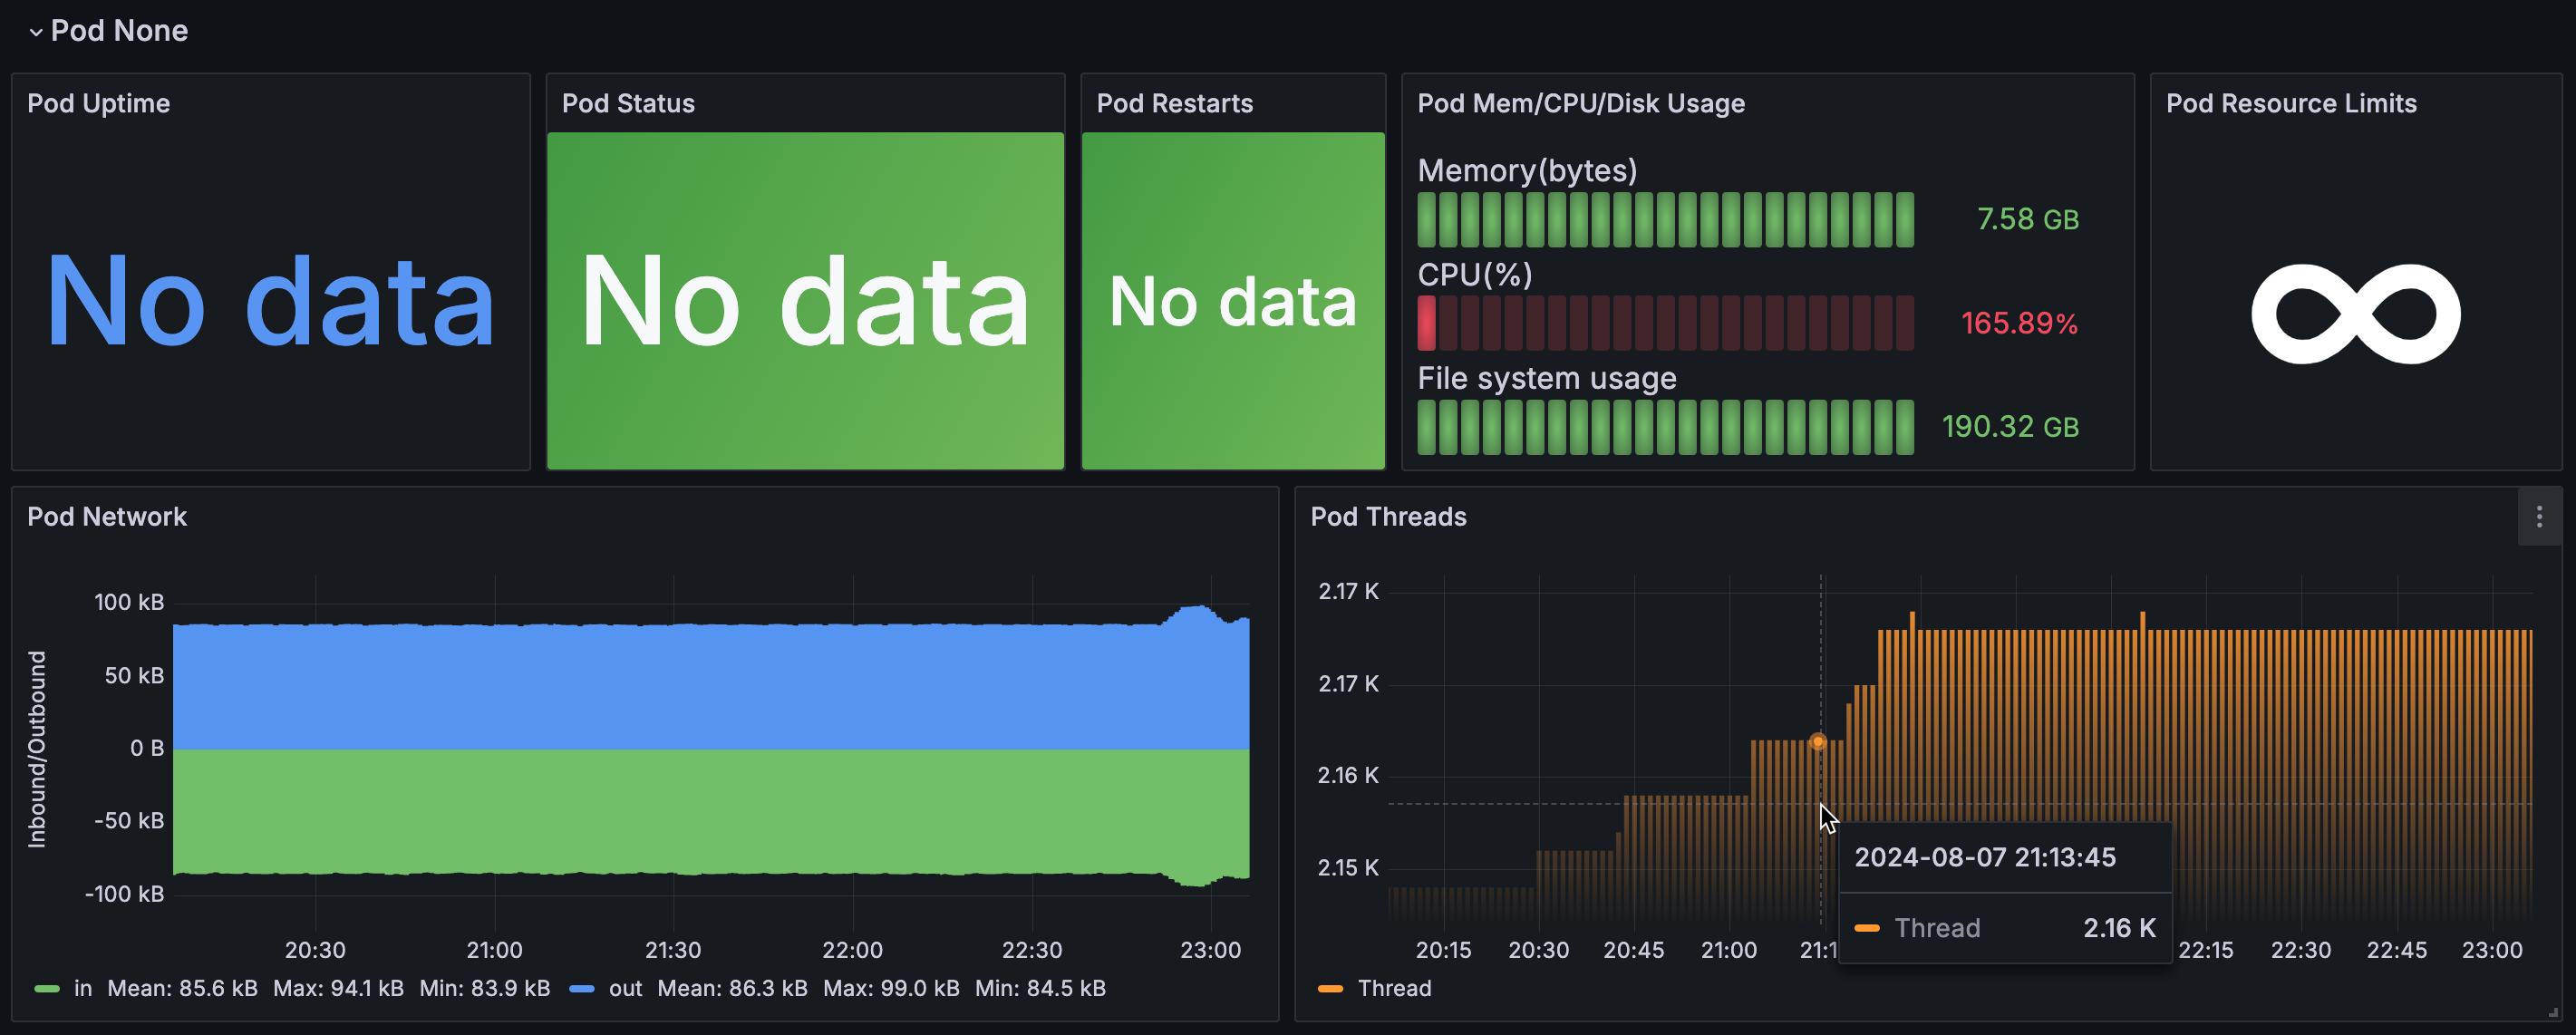 Pod None
Pod Uptime
No data
Pod Status
No data
Pod Restarts
No data
Pod Mem/CPU/Disk Usage
Memory(bytes)
7.58 GB
CPU(%)
165.89%
File system usage
190.32 GB
Pod Resource Limits
∞
Pod Network
Inbound/Outbound
100 kB
50 kB
0 B
-50 kB
-100 kB
20:30 21:00 21:30 22:00 22:30 23:00
in Mean: 85.6 kB Max: 94.1 kB Min: 83.9 kB out Mean: 86.3 kB Max: 99.0 kB Min: 84.5 kB
Pod Threads
2.17 K
2.17 K
2.16 K
2.15 K
20:15 20:30 20:45 21:00 21:1 22:15 22:30 22:45 23:00
2024-08-07 21:13:45
Thread 2.16 K
Thread